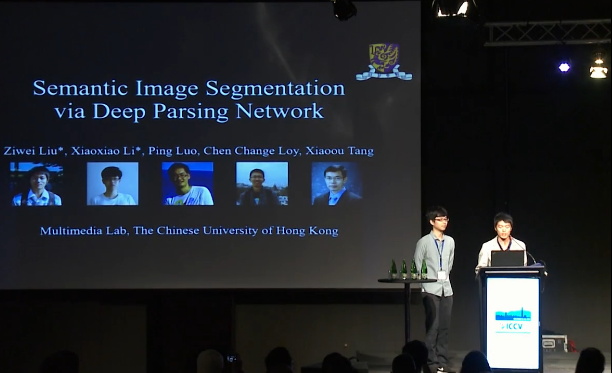 Semantic Image Segmentation
via Deep Parsing Network
Ziwei Liu*, Xiaoxiao Li*, Ping Luo, Chen Change Loy, Xiaoou Tang
Multimedia Lab, The Chinese University of Hong Kong
ICCV